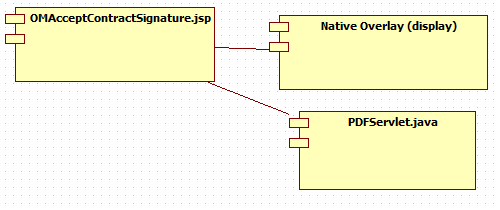 OMAcceptContractSignature.jsp
Native Overlay (display)
PDFServlet.java